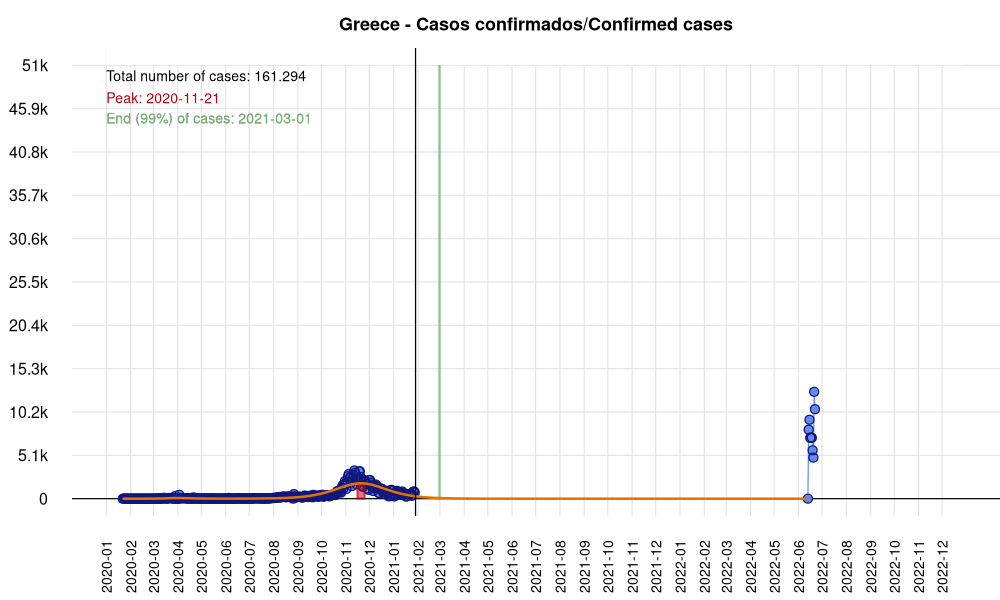 Greece - Casos confirmados/Confirmed cases
Total number of cases: 161.294
Peak: 2020-11-21
End (99%) of cases: 2021-03-01
51k
45.9k
40.8k
35.7k
30.6k
25.5k
20.4k
15.3k
10.2k
5.1k
0
2020-01
2020-02
2020-03
2020-04
2020-05
2020-06
2020-07
2020-08
2020-09
2020-10
2020-11
2020-12
2021-01
2021-02
2021-03
2021-04
2021-05
2021-06
2021-07
2021-08
2021-09
2021-10
2021-11
2021-12
2022-01
2022-02
2022-03
2022-04
2022-05
2022-06
2022-07
2022-08
2022-09
2022-10
2022-11
2022-12